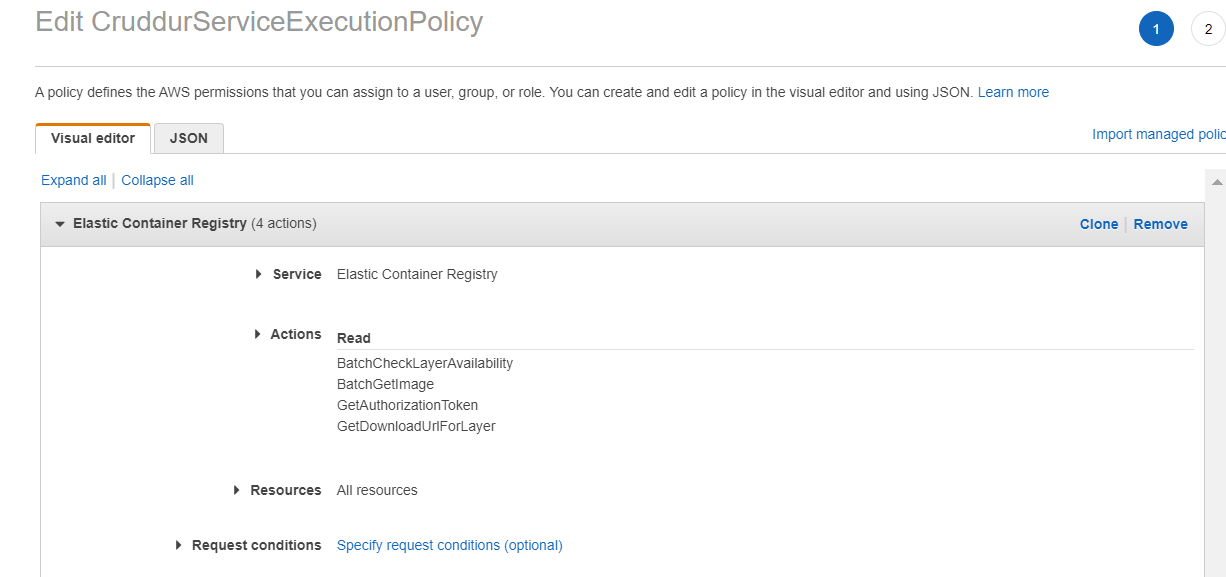 Edit CruddurServiceExecutionPolicy
1
2
A policy defines the AWS permissions that you can assign to a user, group, or role. You can create and edit a policy in the visual editor and using JSON. Learn more
Visual editor
JSON
Import managed polic
Expand all | Collapse all
Elastic Container Registry (4 actions)
Clone | Remove
Service Elastic Container Registry
Actions Read
BatchCheckLayerAvailability
BatchGetImage
GetAuthorizationToken
GetDownloadUrlForLayer
Resources All resources
Request conditions Specify request conditions (optional)